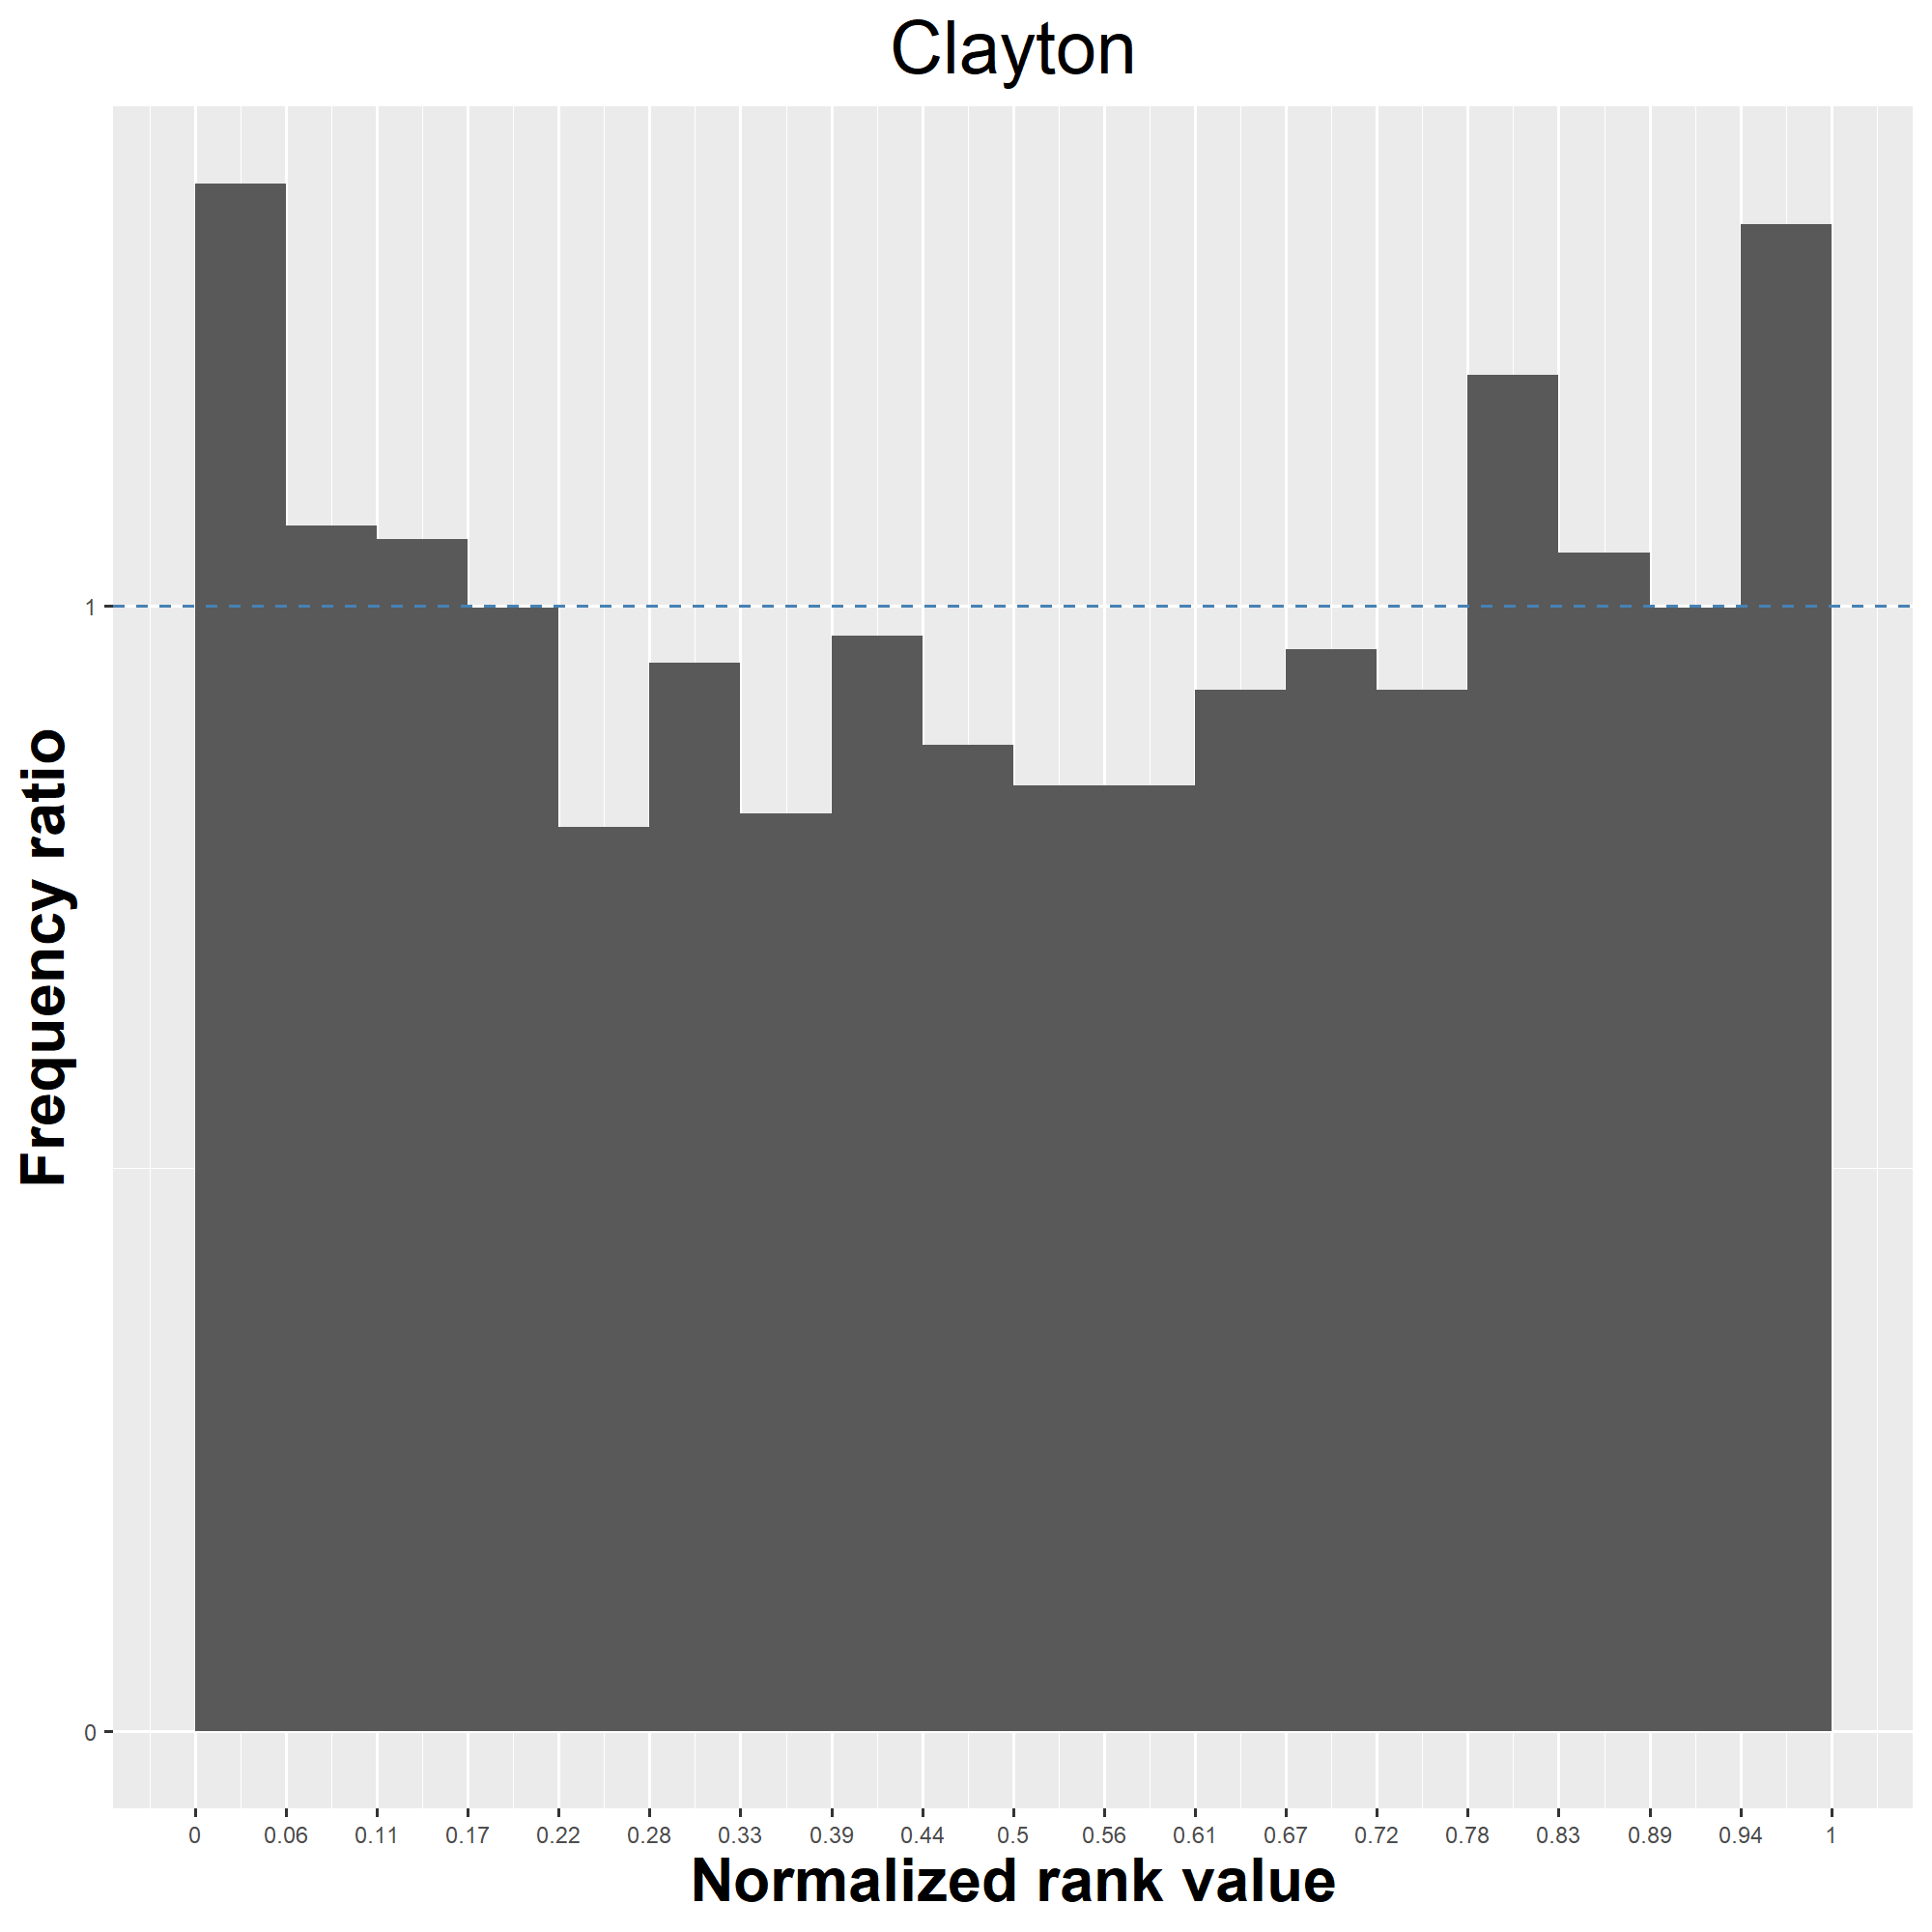 Clayton
Frequency ratio
1
0
0 0.06 0.11 0.17 0.22 0.28 0.33 0.39 0.44 0.5 0.56 0.61 0.67 0.72 0.78 0.83 0.89 0.94 1
Normalized rank value